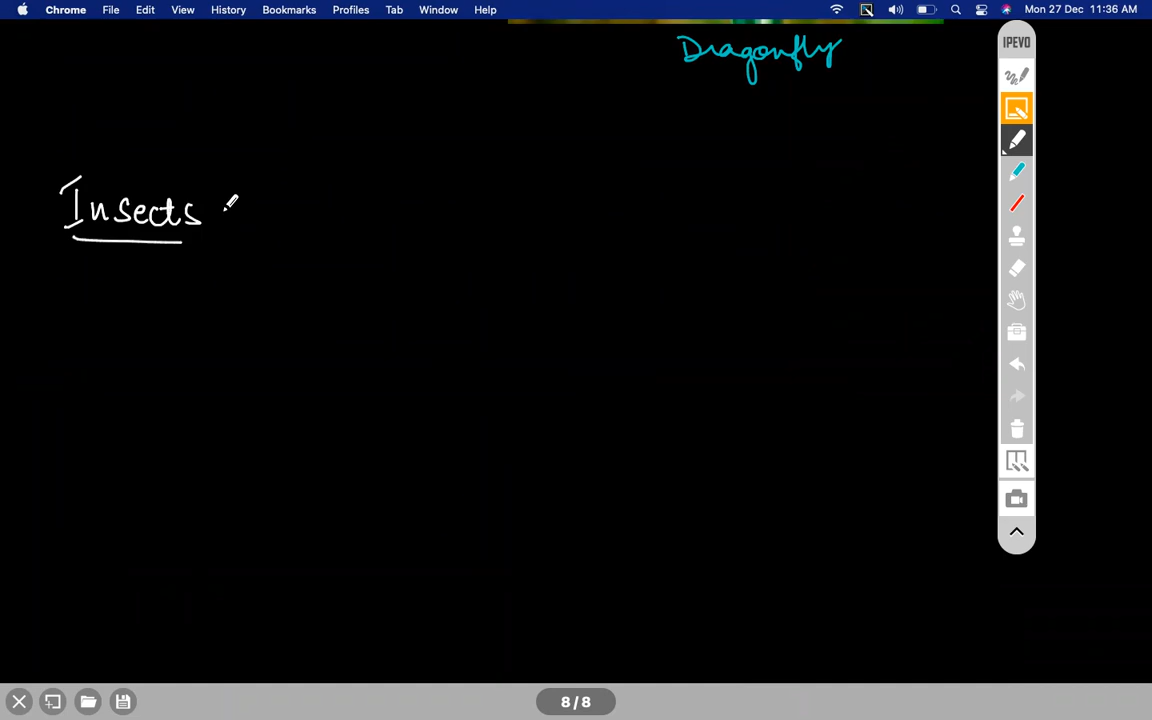 Chrome File Edit View History Bookmarks Profiles Tab Window Help Mon 27 Dec 11:36 AM
IPEVO
Dragonfly
Insects
8/8